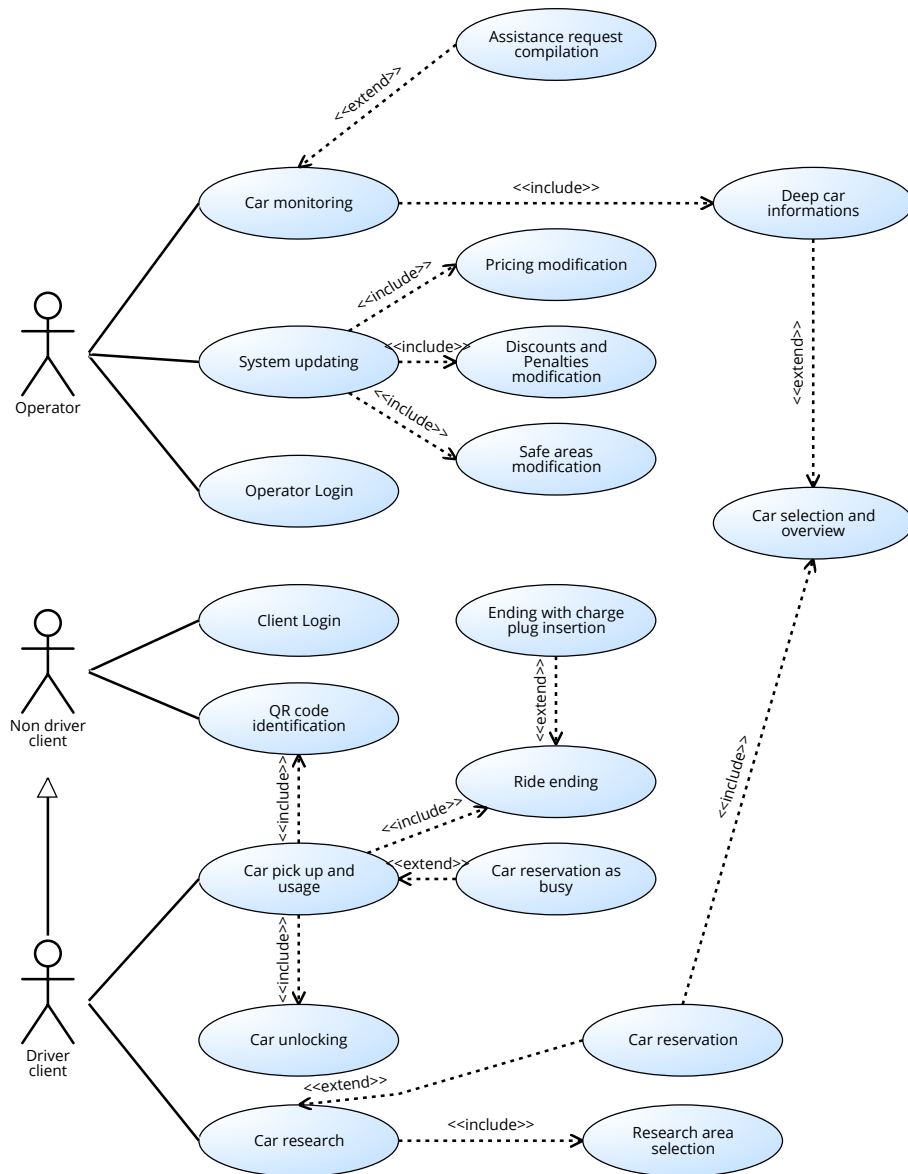 Assistance request
compilation
<<extend>>
Car monitoring
<<include>>
Deep car
informations
Pricing modification
<<include>>
Operator
System updating
<<include>>
Discounts and
Penalties
modification
<<extend>>
<<include>>
Safe areas
modification
Operator Login
Car selection and
overview
Client Login
Ending with charge
plug insertion
Non driver
client
QR code
identification
<<extend>>
<<include>>
Ride ending
<<include>>
<<include>>
Car pick up and
usage
<<extend>>
Car reservation as
busy
<<include>>
Driver
client
Car unlocking
Car reservation
<<extend>>
Car research
<<include>>
Research area
selection